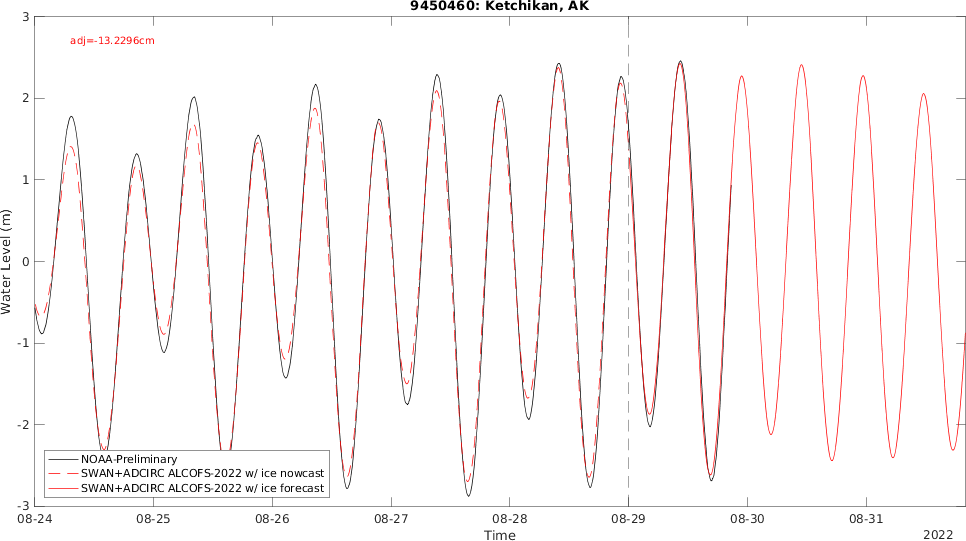 9450460: Ketchikan, AK
adj=-13.2296cm
3
2
1
0
-1
-2
-3
Water Level (m)
NOAA-Preliminary
SWAN+ADCIRC ALCOFS-2022 w/ ice nowcast
SWAN+ADCIRC ALCOFS-2022 w/ ice forecast
08-24 08-25 08-26 08-27 08-28 08-29 08-30 08-31
Time
2022